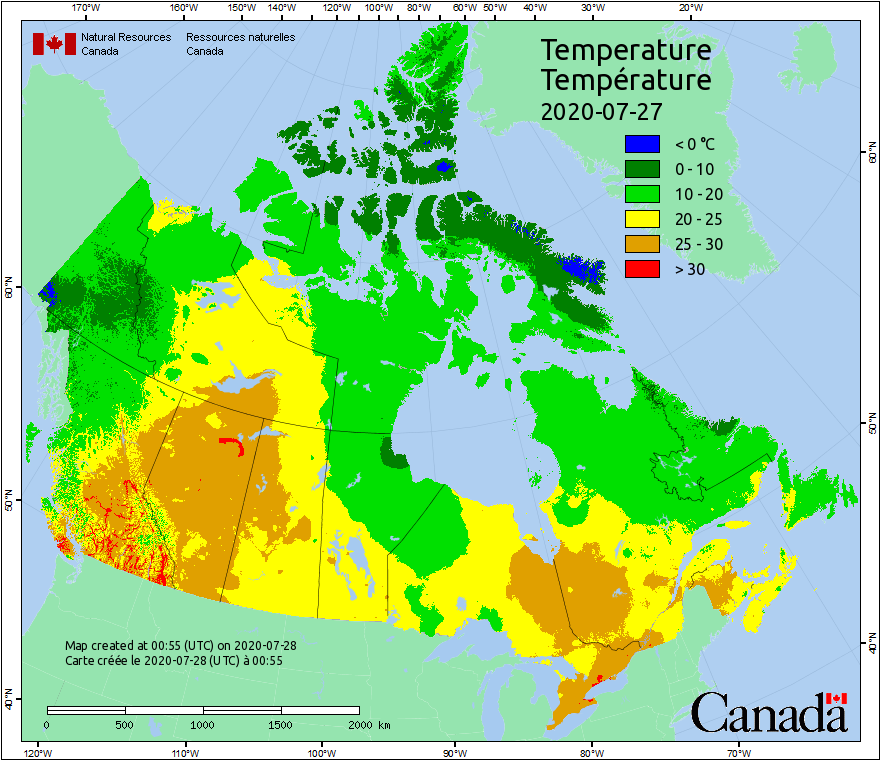 170°W 160°W 150°W 140°W 120°W 100°W 80°W 60°W 50°W 40°W 30°W 20°W
Natural Resources Ressources naturelles
Canada Canada
Temperature
Température
2020-07-27
< 0 °C
0 - 10
10 - 20
20 - 25
25 - 30
> 30
60°N
60°N
50°N
50°N
40°N
40°N
Map created at 00:55 (UTC) on 2020-07-28
Carte créée le 2020-07-28 (UTC) à 00:55
0 500 1000 1500 2000 km
Canada
120°W 110°W 100°W 90°W 80°W 70°W